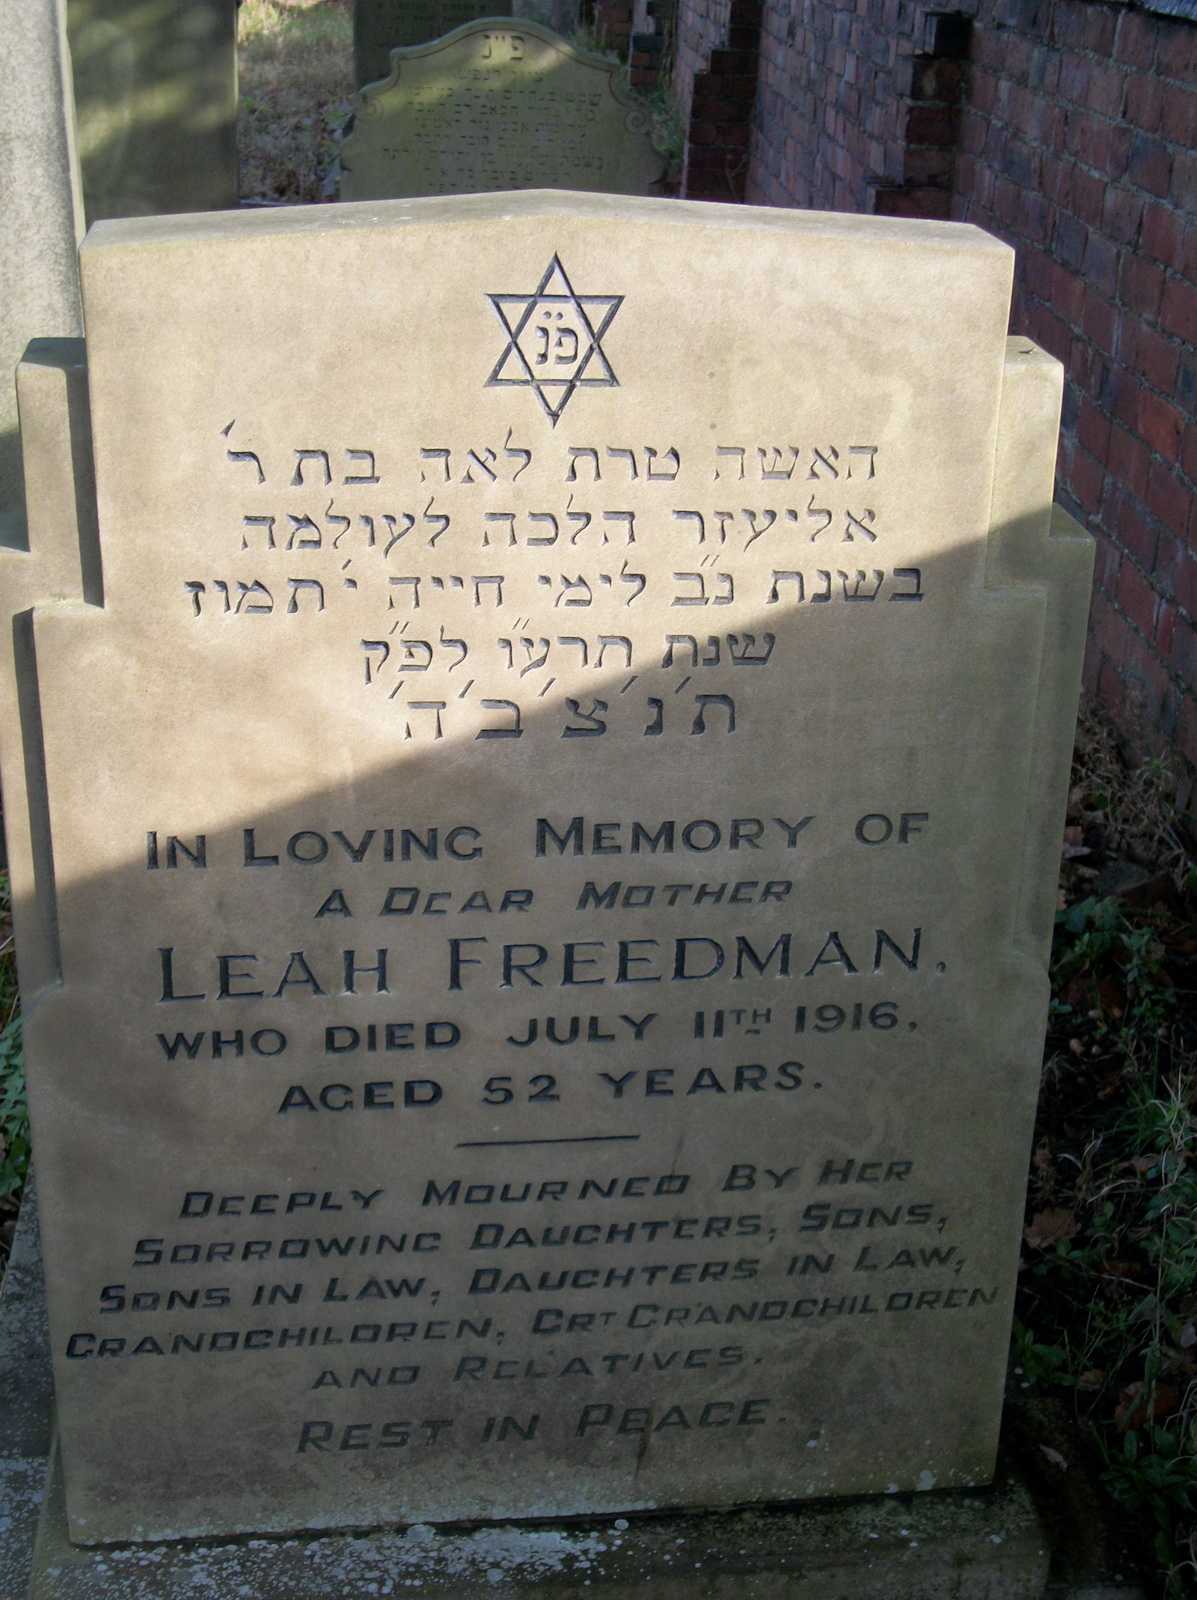 פ״נ
פ״נ
האשה טרת לאה בת ר׳
אליעזר הלכה לעולמה
בשנת נ״ב לימי חייה י׳ תמוז
שנת תרע״ו לפ״ק
ת׳נ׳צ׳ב׳ה׳
IN LOVING MEMORY OF
A DEAR MOTHER
LEAH FREEDMAN,
WHO DIED JULY 11TH 1916.
AGED 52 YEARS.
DEEPLY MOURNED BY HER
SORROWING DAUGHTERS, SONS,
SONS IN LAW, DAUGHTERS IN LAW,
GRANDCHILDREN, GRT GRANDCHILDREN
AND RELATIVES.
REST IN PEACE.